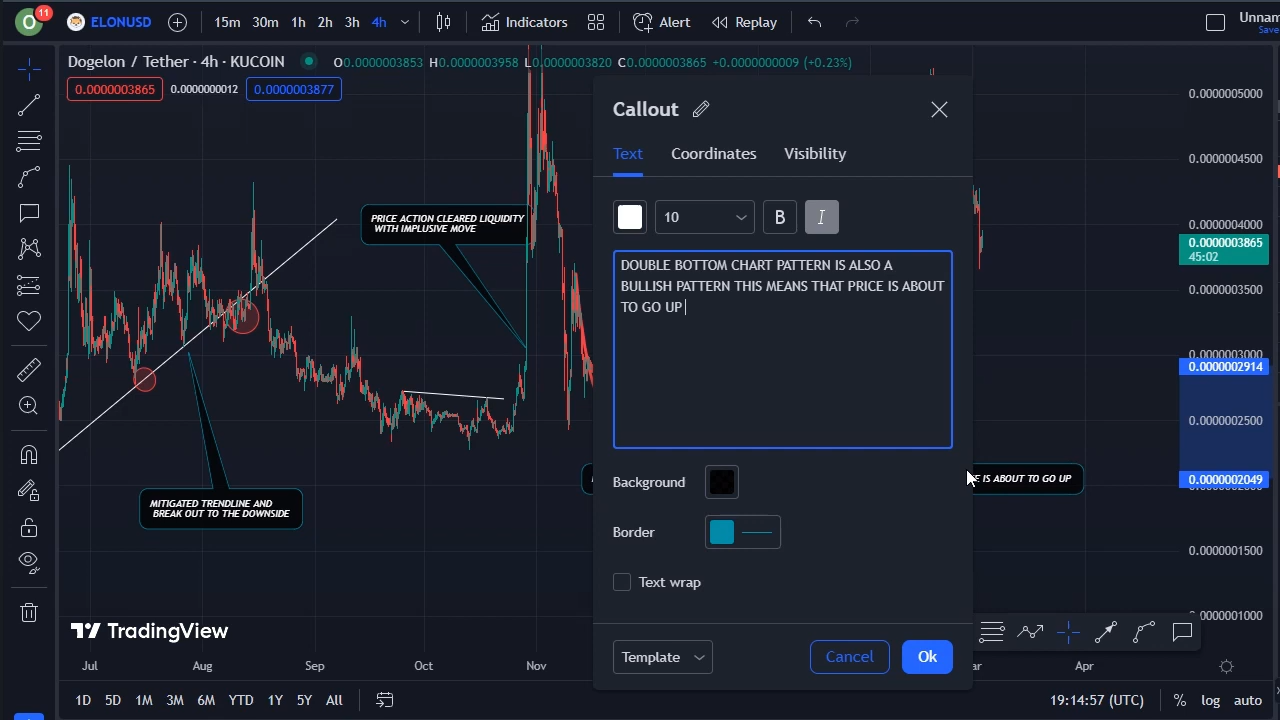 O
11
ELONUSD
15m 30m 1h 2h 3h 4h
Indicators
Alert
Replay
Unnam
Save
Dogelon / Tether · 4h · KUCOIN
O0.0000003853 H0.0000003958 L0.0000003820 C0.0000003865 +0.0000000009 (+0.23%)
0.0000003865 0.0000000012 0.0000003877
Callout
Text Coordinates Visibility
10
B I
DOUBLE BOTTOM CHART PATTERN IS ALSO A
BULLISH PATTERN THIS MEANS THAT PRICE IS ABOUT
TO GO UP
Background
Border
Text wrap
Template
Cancel
Ok
PRICE ACTION CLEARED LIQUIDITY
WITH IMPLUSIVE MOVE
MITIGATED TRENDLINE AND
BREAK OUT TO THE DOWNSIDE
E IS ABOUT TO GO UP
0.0000005000
0.0000004500
0.0000004000
0.0000003865
45:02
0.0000003500
0.0000003000
0.0000002914
0.0000002500
0.0000002049
0.0000001500
0.0000001000
TradingView
Jul Aug Sep Oct Nov ar Apr
1D 5D 1M 3M 6M YTD 1Y 5Y All
19:14:57 (UTC) % log auto